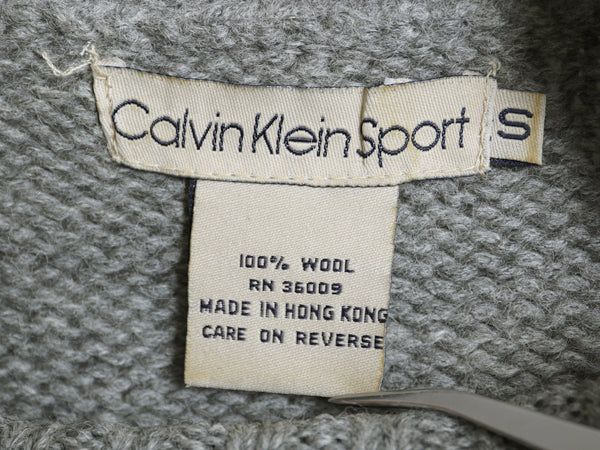 Calvin Klein Sport
S
100% WOOL
RN 36009
MADE IN HONG KONG
CARE ON REVERSE